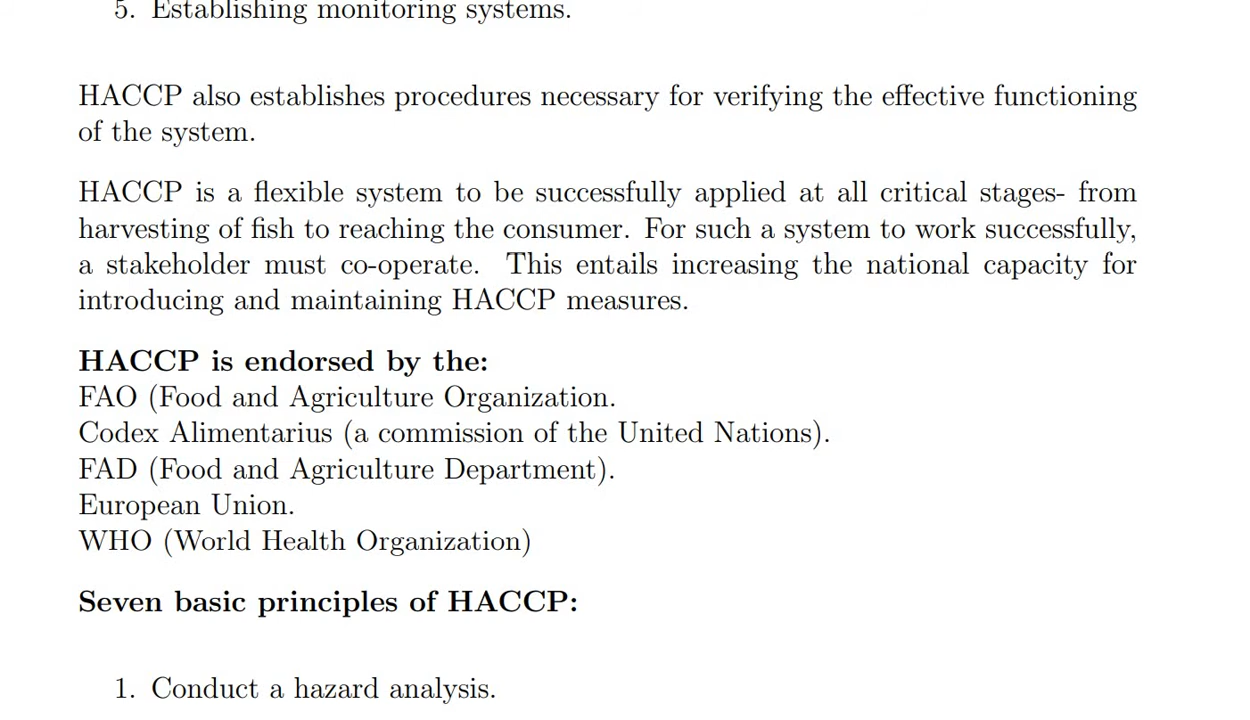 5. Establishing monitoring systems.
HACCP also establishes procedures necessary for verifying the effective functioning
of the system.
HACCP is a flexible system to be successfully applied at all critical stages- from
harvesting of fish to reaching the consumer. For such a system to work successfully,
a stakeholder must co-operate. This entails increasing the national capacity for
introducing and maintaining HACCP measures.
HACCP is endorsed by the:
FAO (Food and Agriculture Organization.
Codex Alimentarius (a commission of the United Nations).
FAD (Food and Agriculture Department).
European Union.
WHO (World Health Organization)
Seven basic principles of HACCP:
1. Conduct a hazard analysis.